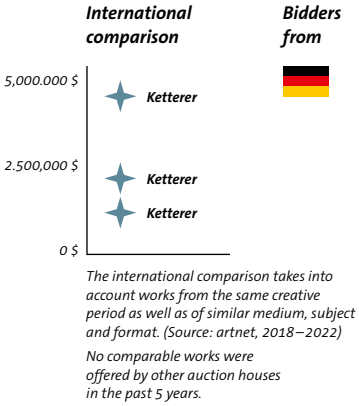 International
comparison
Bidders
from
5,000.000 $
Ketterer
2.500,000 $
Ketterer
Ketterer
0 $
The international comparison takes into
account works from the same creative
period as well as of similar medium, subject
and format. (Source: artnet, 2018–2022)
No comparable works were
offered by other auction houses
in the past 5 years.